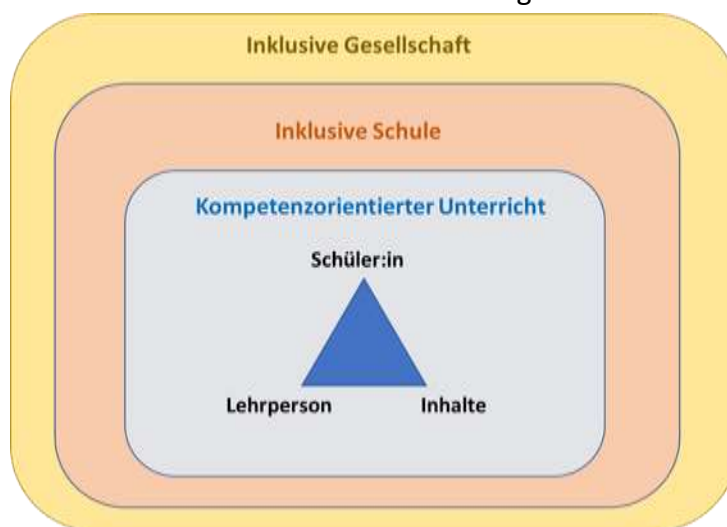 Inklusive Gesellschaft
Inklusive Schule
Kompetenzorientierter Unterricht
Schüler:in
Lehrperson
Inhalte